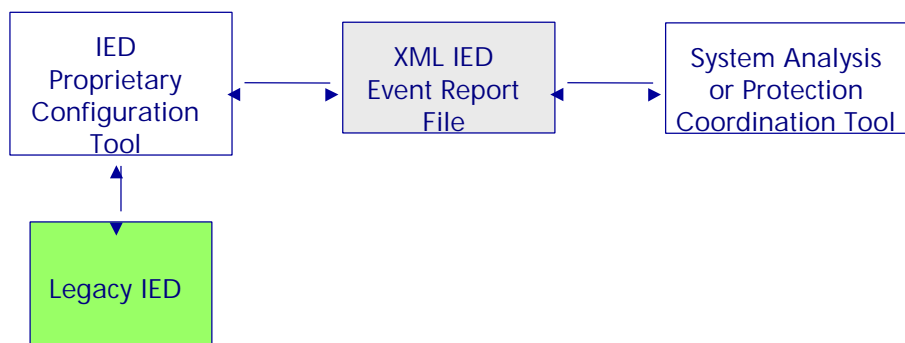 IED
Proprietary
Configuration
Tool
XML IED
Event Report
File
System Analysis
or Protection
Coordination Tool
Legacy IED